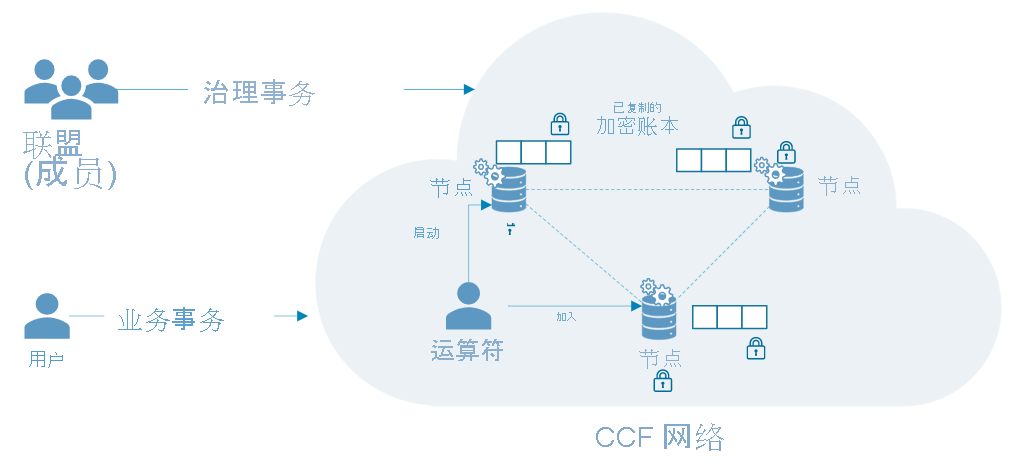 治理事务
已复制的
加密账本
联盟
(成员)
节点
节点
启动
业务事务
加入
用户
运算符
节点
CCF 网络